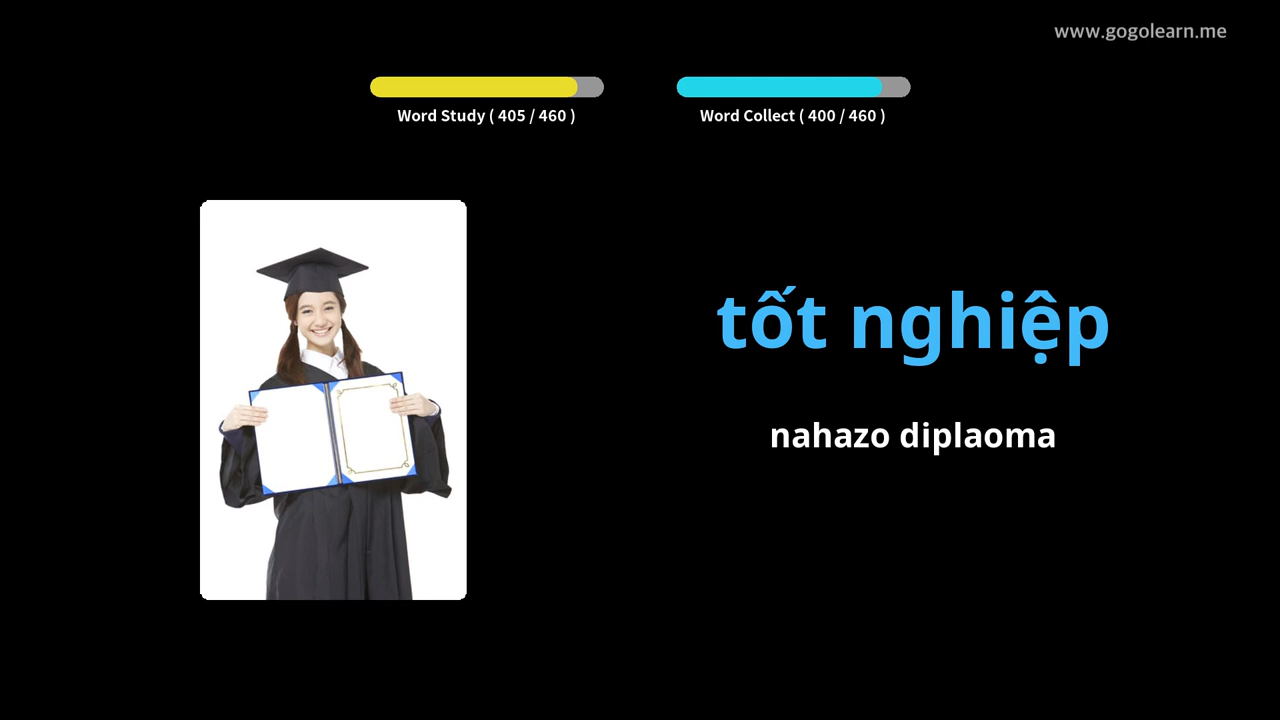 www.gogolearn.me
Word Study ( 405 / 460 )
Word Collect ( 400 / 460 )
tốt nghiệp
nahazo diplaoma